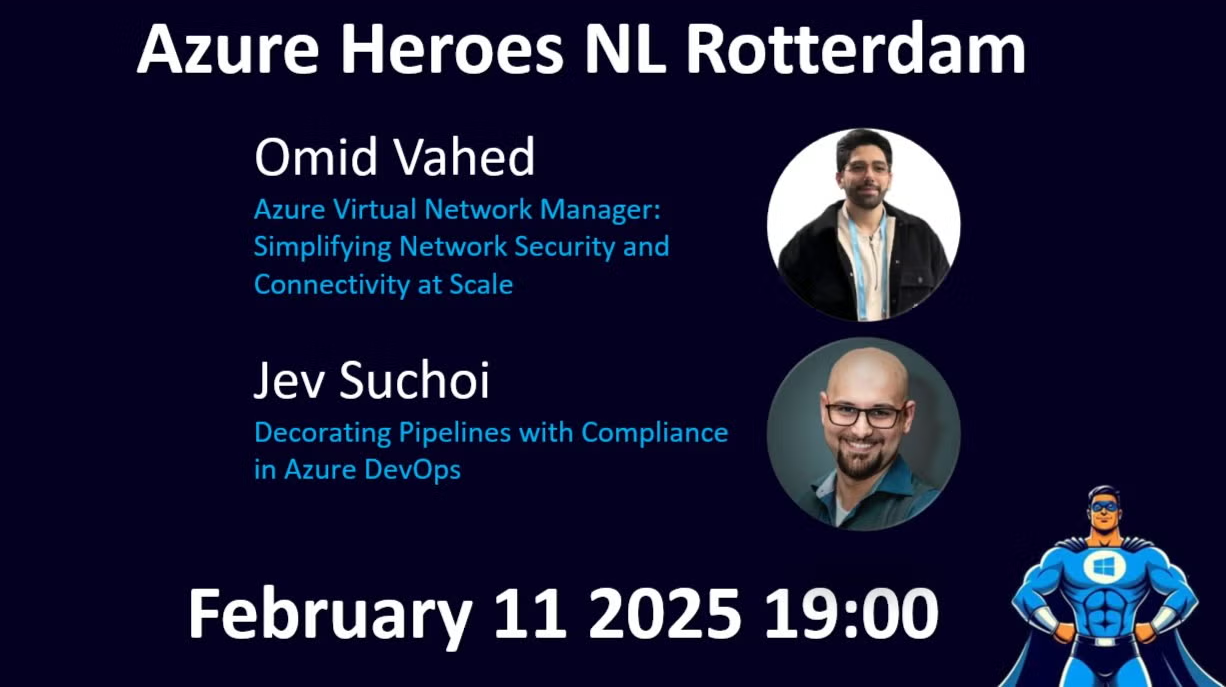 Azure Heroes NL Rotterdam
Omid Vahed
Azure Virtual Network Manager:
Simplifying Network Security and
Connectivity at Scale
Jev Suchoi
Decorating Pipelines with Compliance
in Azure DevOps
February 11 2025 19:00